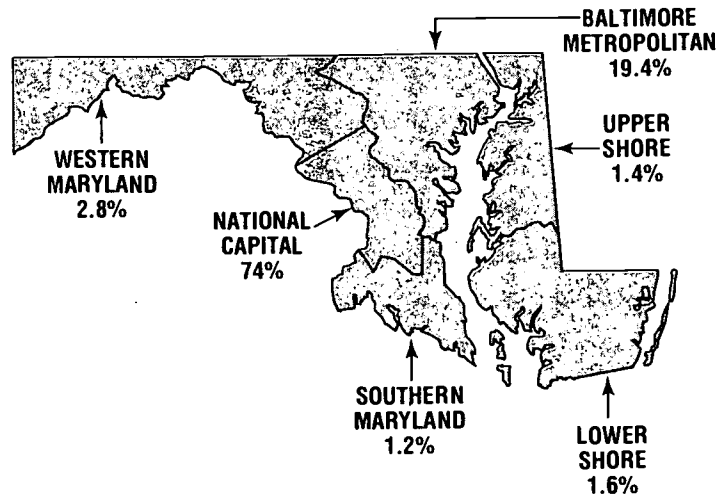 BALTIMORE
METROPOLITAN
19.4%
UPPER
SHORE
1.4%
WESTERN
MARYLAND
2.8%
NATIONAL
CAPITAL
74%
SOUTHERN
MARYLAND
1.2%
LOWER
SHORE
1.6%